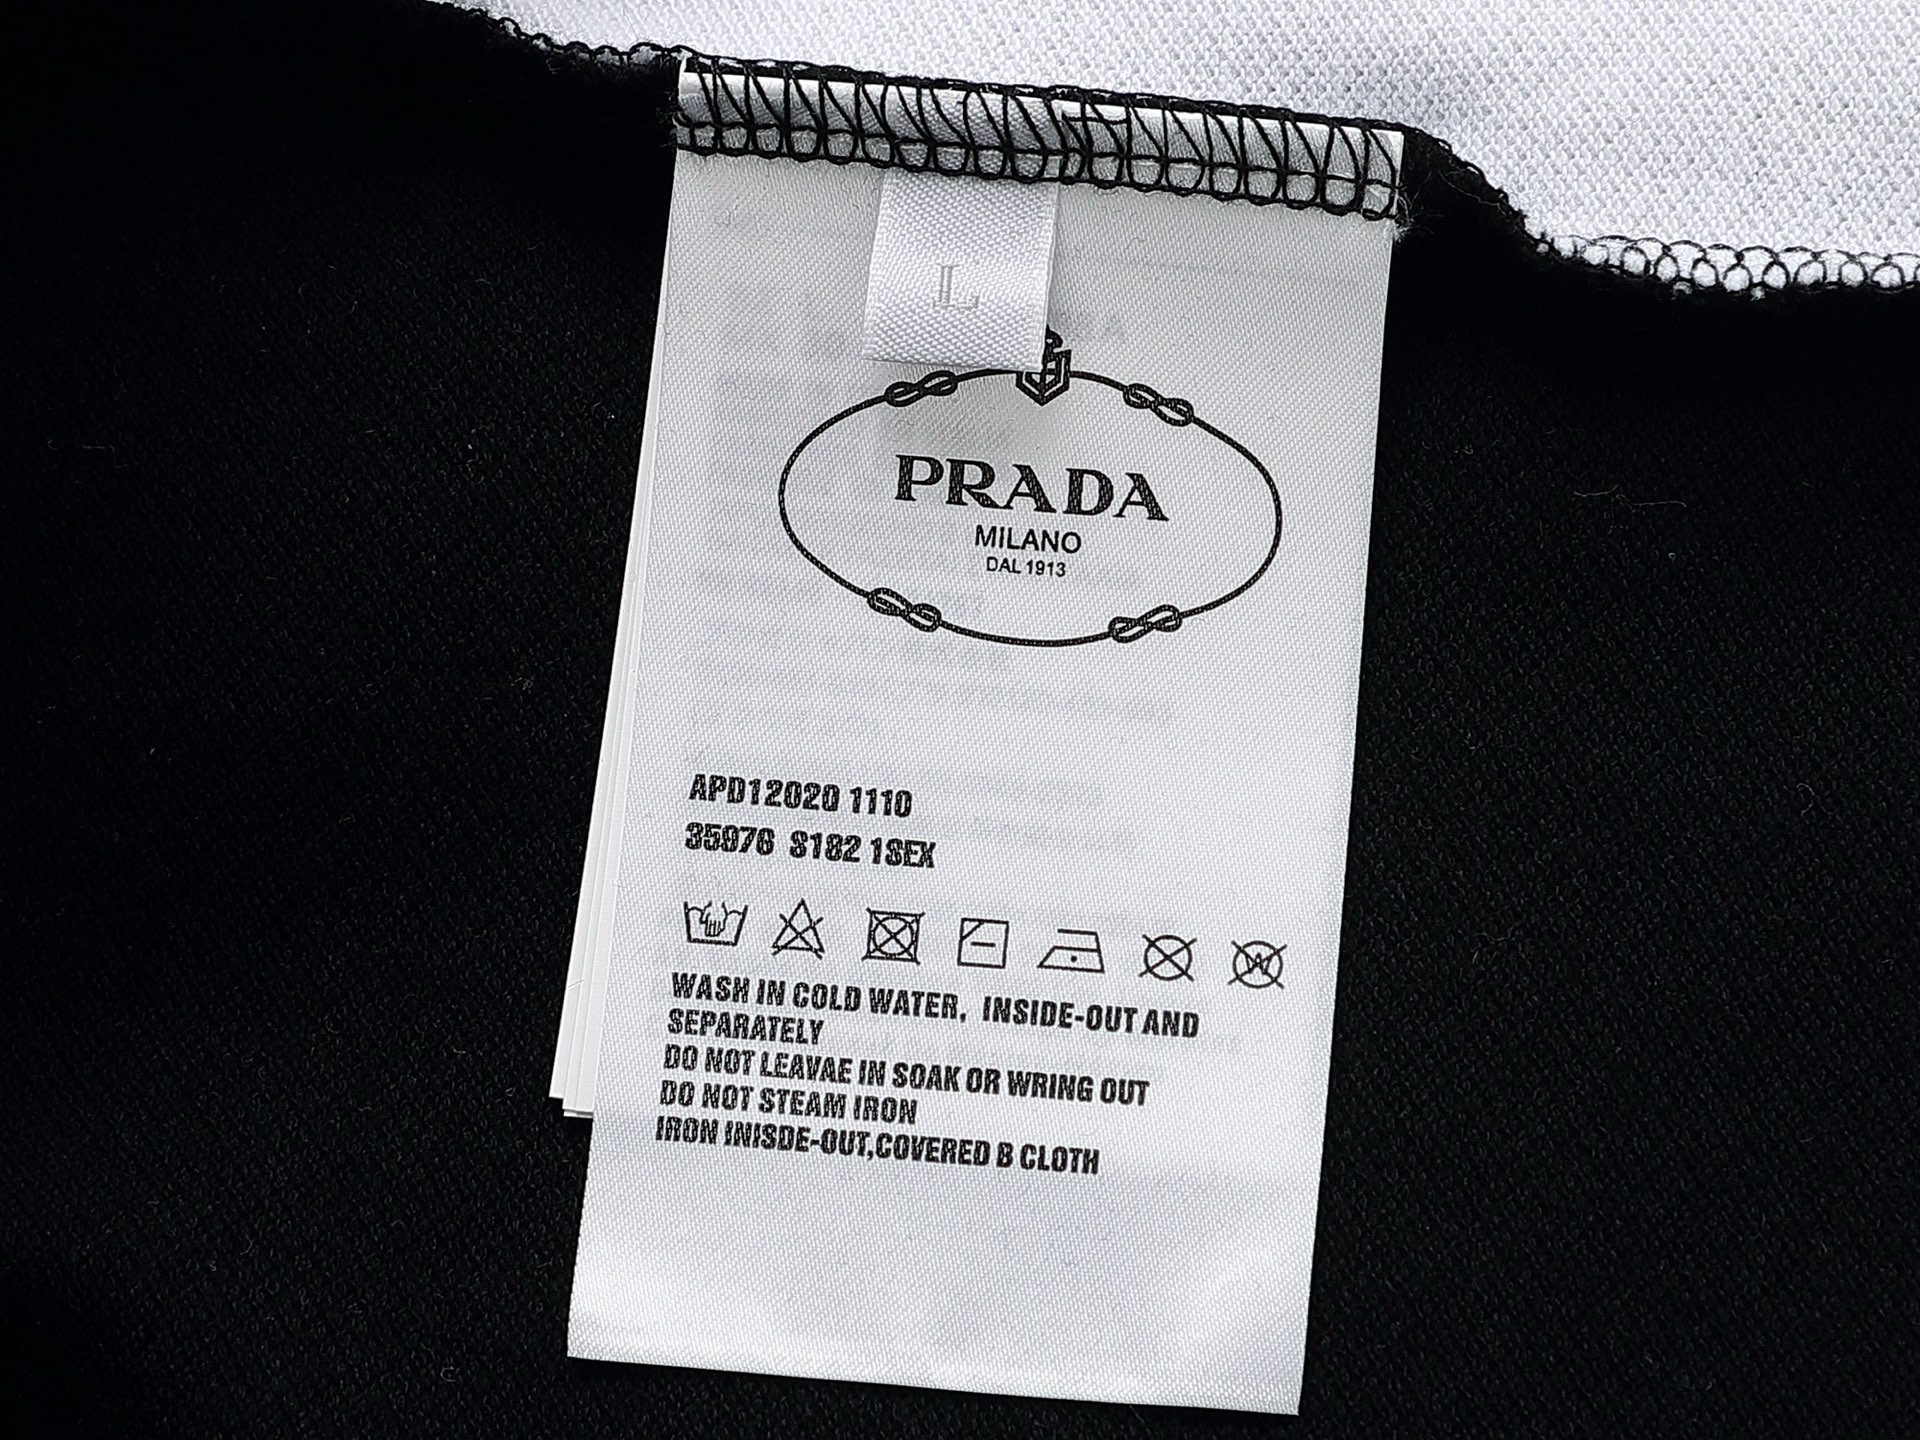 L
PRADA
MILANO
DAL 1913
APD12020 1110
35976 S182 1SEX
WASH IN COLD WATER, INSIDE-OUT AND
SEPARATELY
DO NOT LEAVAE IN SOAK OR WRING OUT
DO NOT STEAM IRON
IRON INISDE-OUT,COVERED B CLOTH